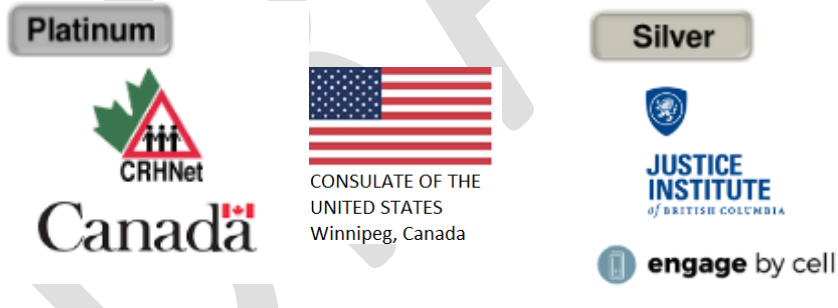 Platinum
CRHNet
Canada
CONSULATE OF THE
UNITED STATES
Winnipeg, Canada
Silver
JUSTICE
INSTITUTE
of BRITISH COLUMBIA
engage by cell